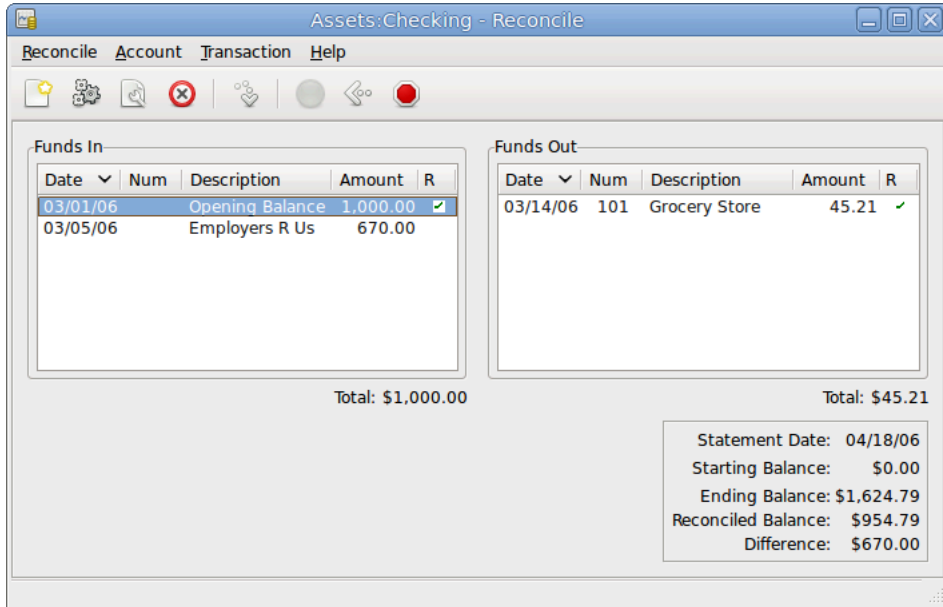 Assets:Checking - Reconcile
Reconcile Account Transaction Help
Funds In
Date Num Description Amount R
03/01/06 Opening Balance 1,000.00
03/05/06 Employers R Us 670.00
Total: $1,000.00
Funds Out
Date Num Description Amount R
03/14/06 101 Grocery Store 45.21
Total: $45.21
Statement Date: 04/18/06
Starting Balance: $0.00
Ending Balance: $1,624.79
Reconciled Balance: $954.79
Difference: $670.00